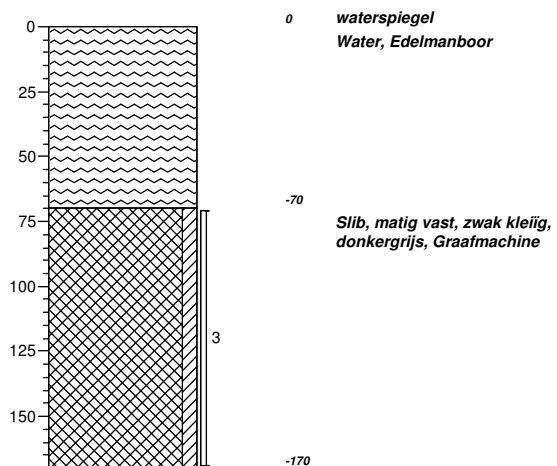 0
25
50
75
100
125
150
3
0 waterspiegel
Water, Edelmanboor
-70
Slib, matig vast, zwak kleiïg,
donkergrijs, Graafmachine
-170